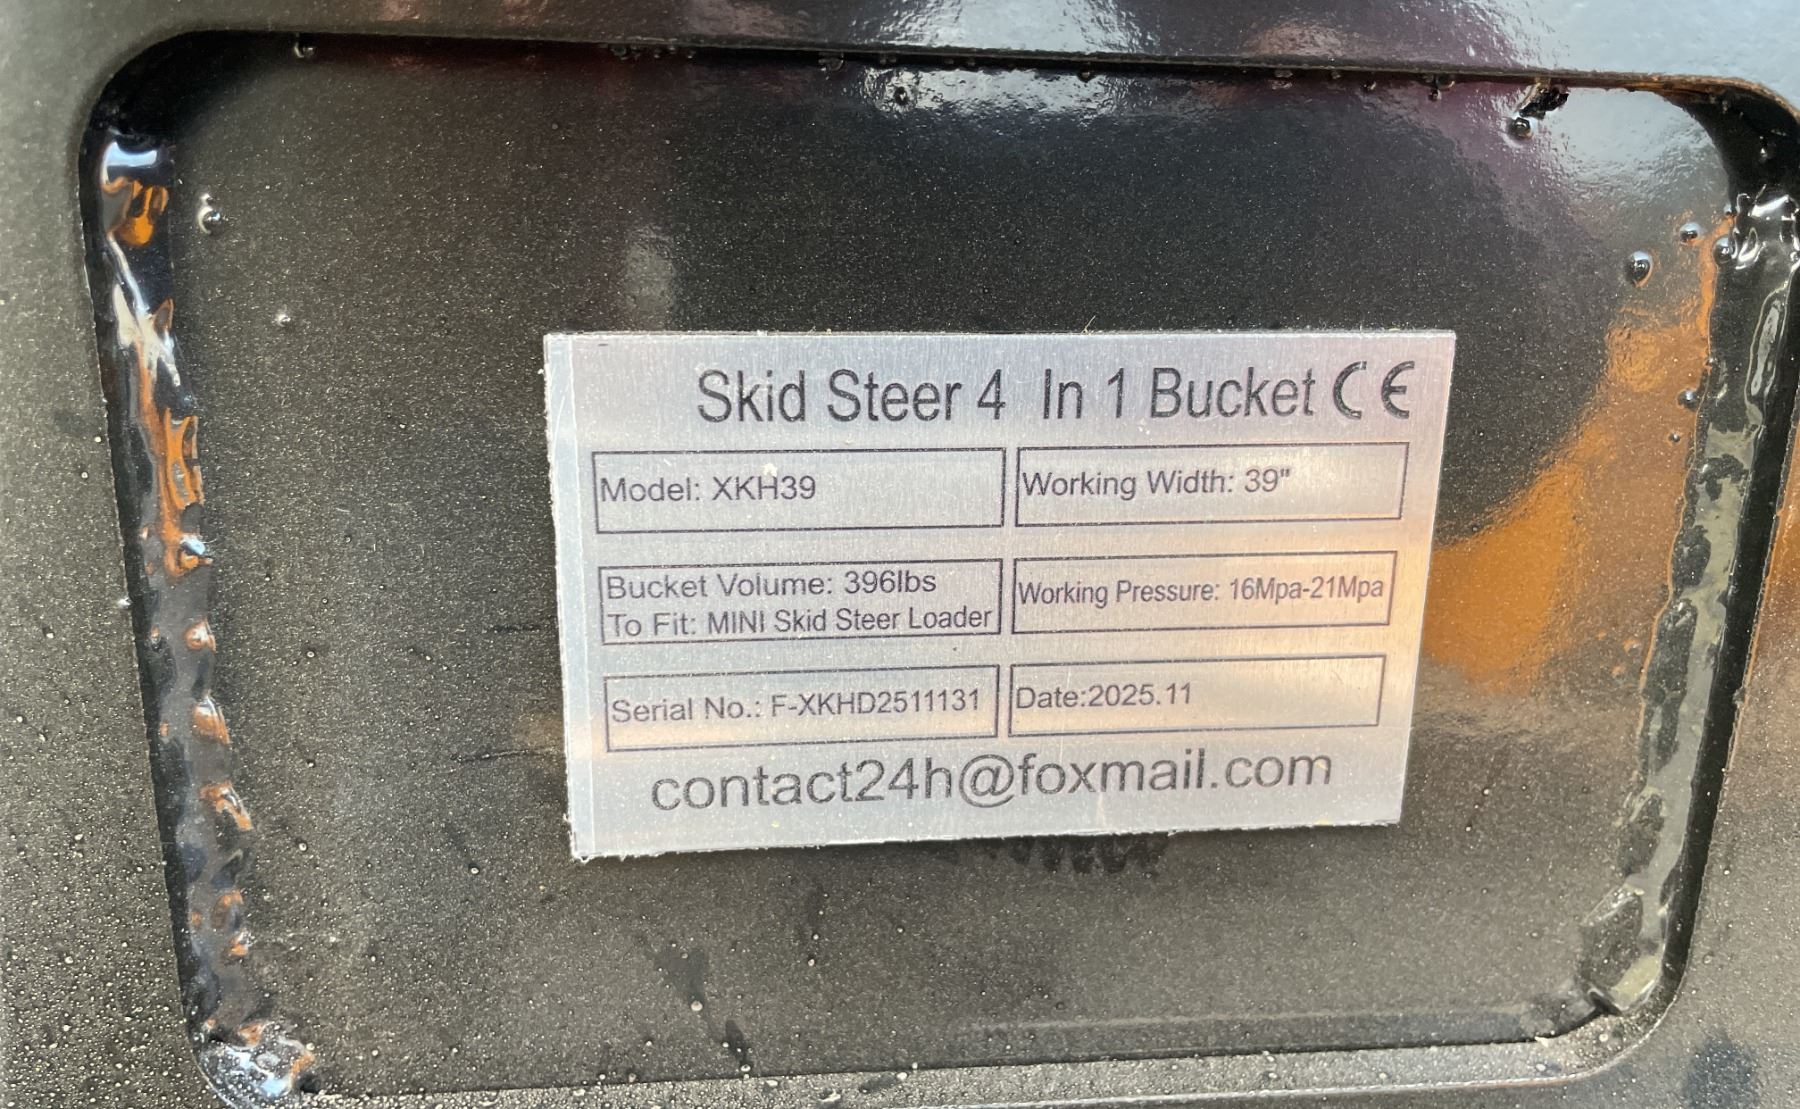 Skid Steer 4 In 1 Bucket CE
Model: XKH39
Working Width: 39"
Bucket Volume: 396lbs
To Fit: MINI Skid Steer Loader
Working Pressure: 16Mpa-21Mpa
Serial No.: F-XKHD2511131
Date:2025.11
contact24h@foxmail.com